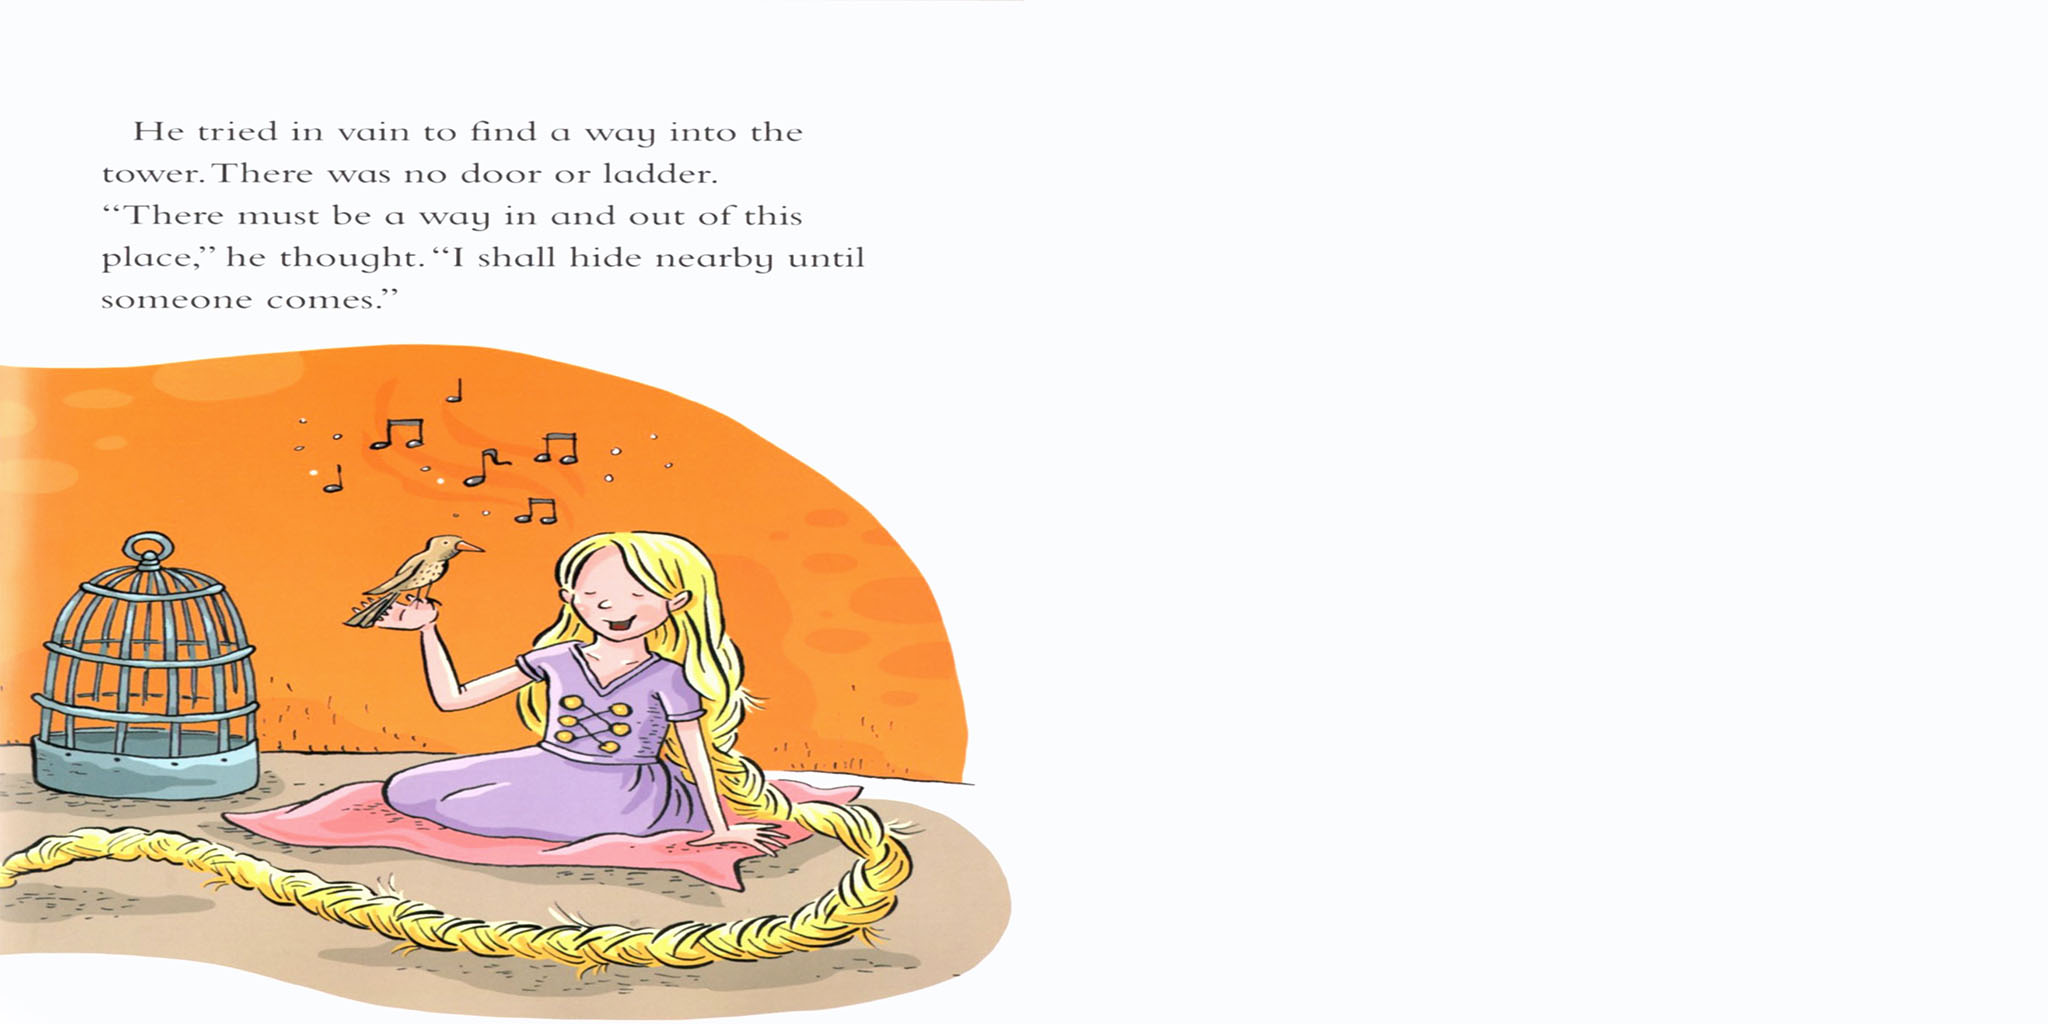 He tried in vain to find a way into the
tower. There was no door or ladder.
“There must be a way in and out of this
place,” he thought. “I shall hide nearby until
someone comes.”